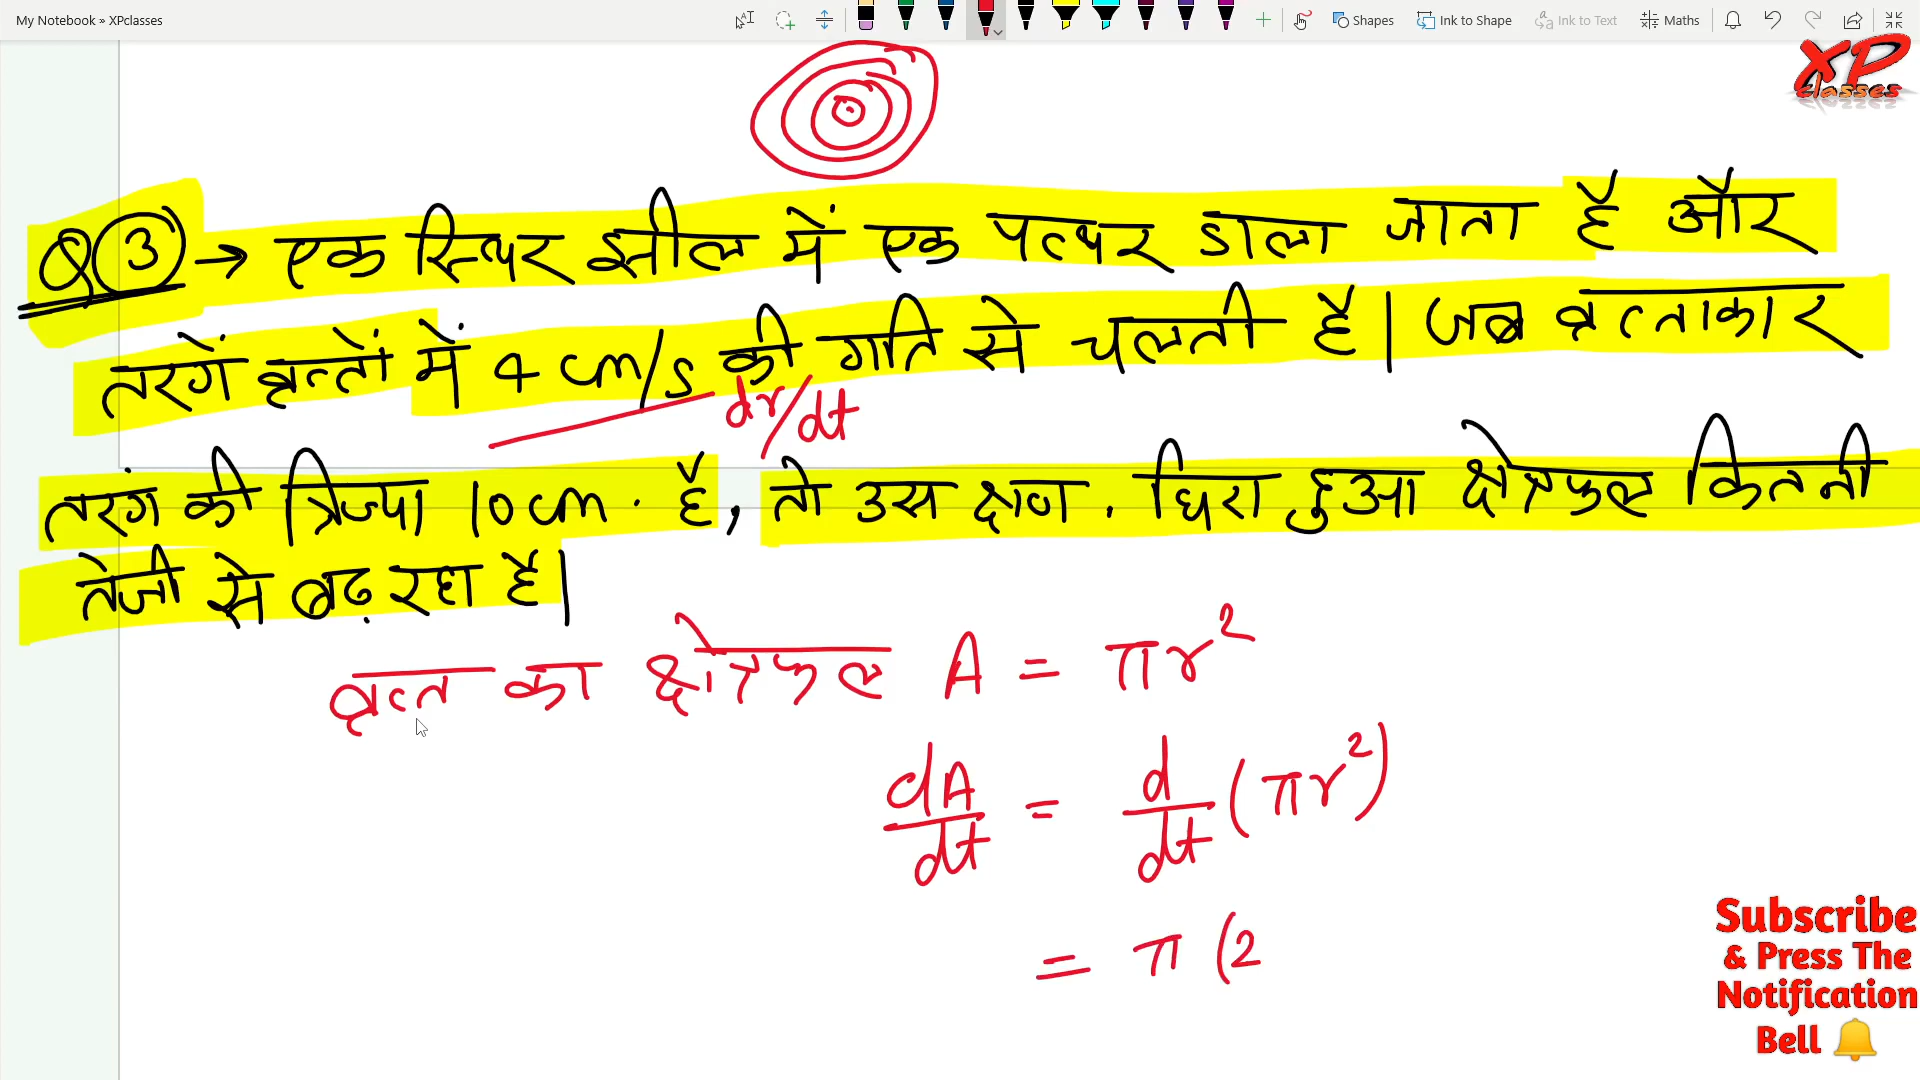 My Notebook » XPclasses
Shapes
Ink to Shape
Ink to Text
Maths
XP
classes
Q③ → एक स्थिर झील में एक पत्थर डाला जाता है और
तरंगें वृत्तों में 4 cm/s की गति से चलती है। जब वृत्ताकार
dr/dt
तरंग की त्रिज्या 10 cm. है, तो उस क्षण . घिरा हुआ क्षेत्रफल कितनी
तेजी से बढ़ रहा है।
वृत्त का क्षेत्रफल A = πr²
dA/dt = d/dt (πr²)
= π (2
Subscribe
& Press The
Notification
Bell